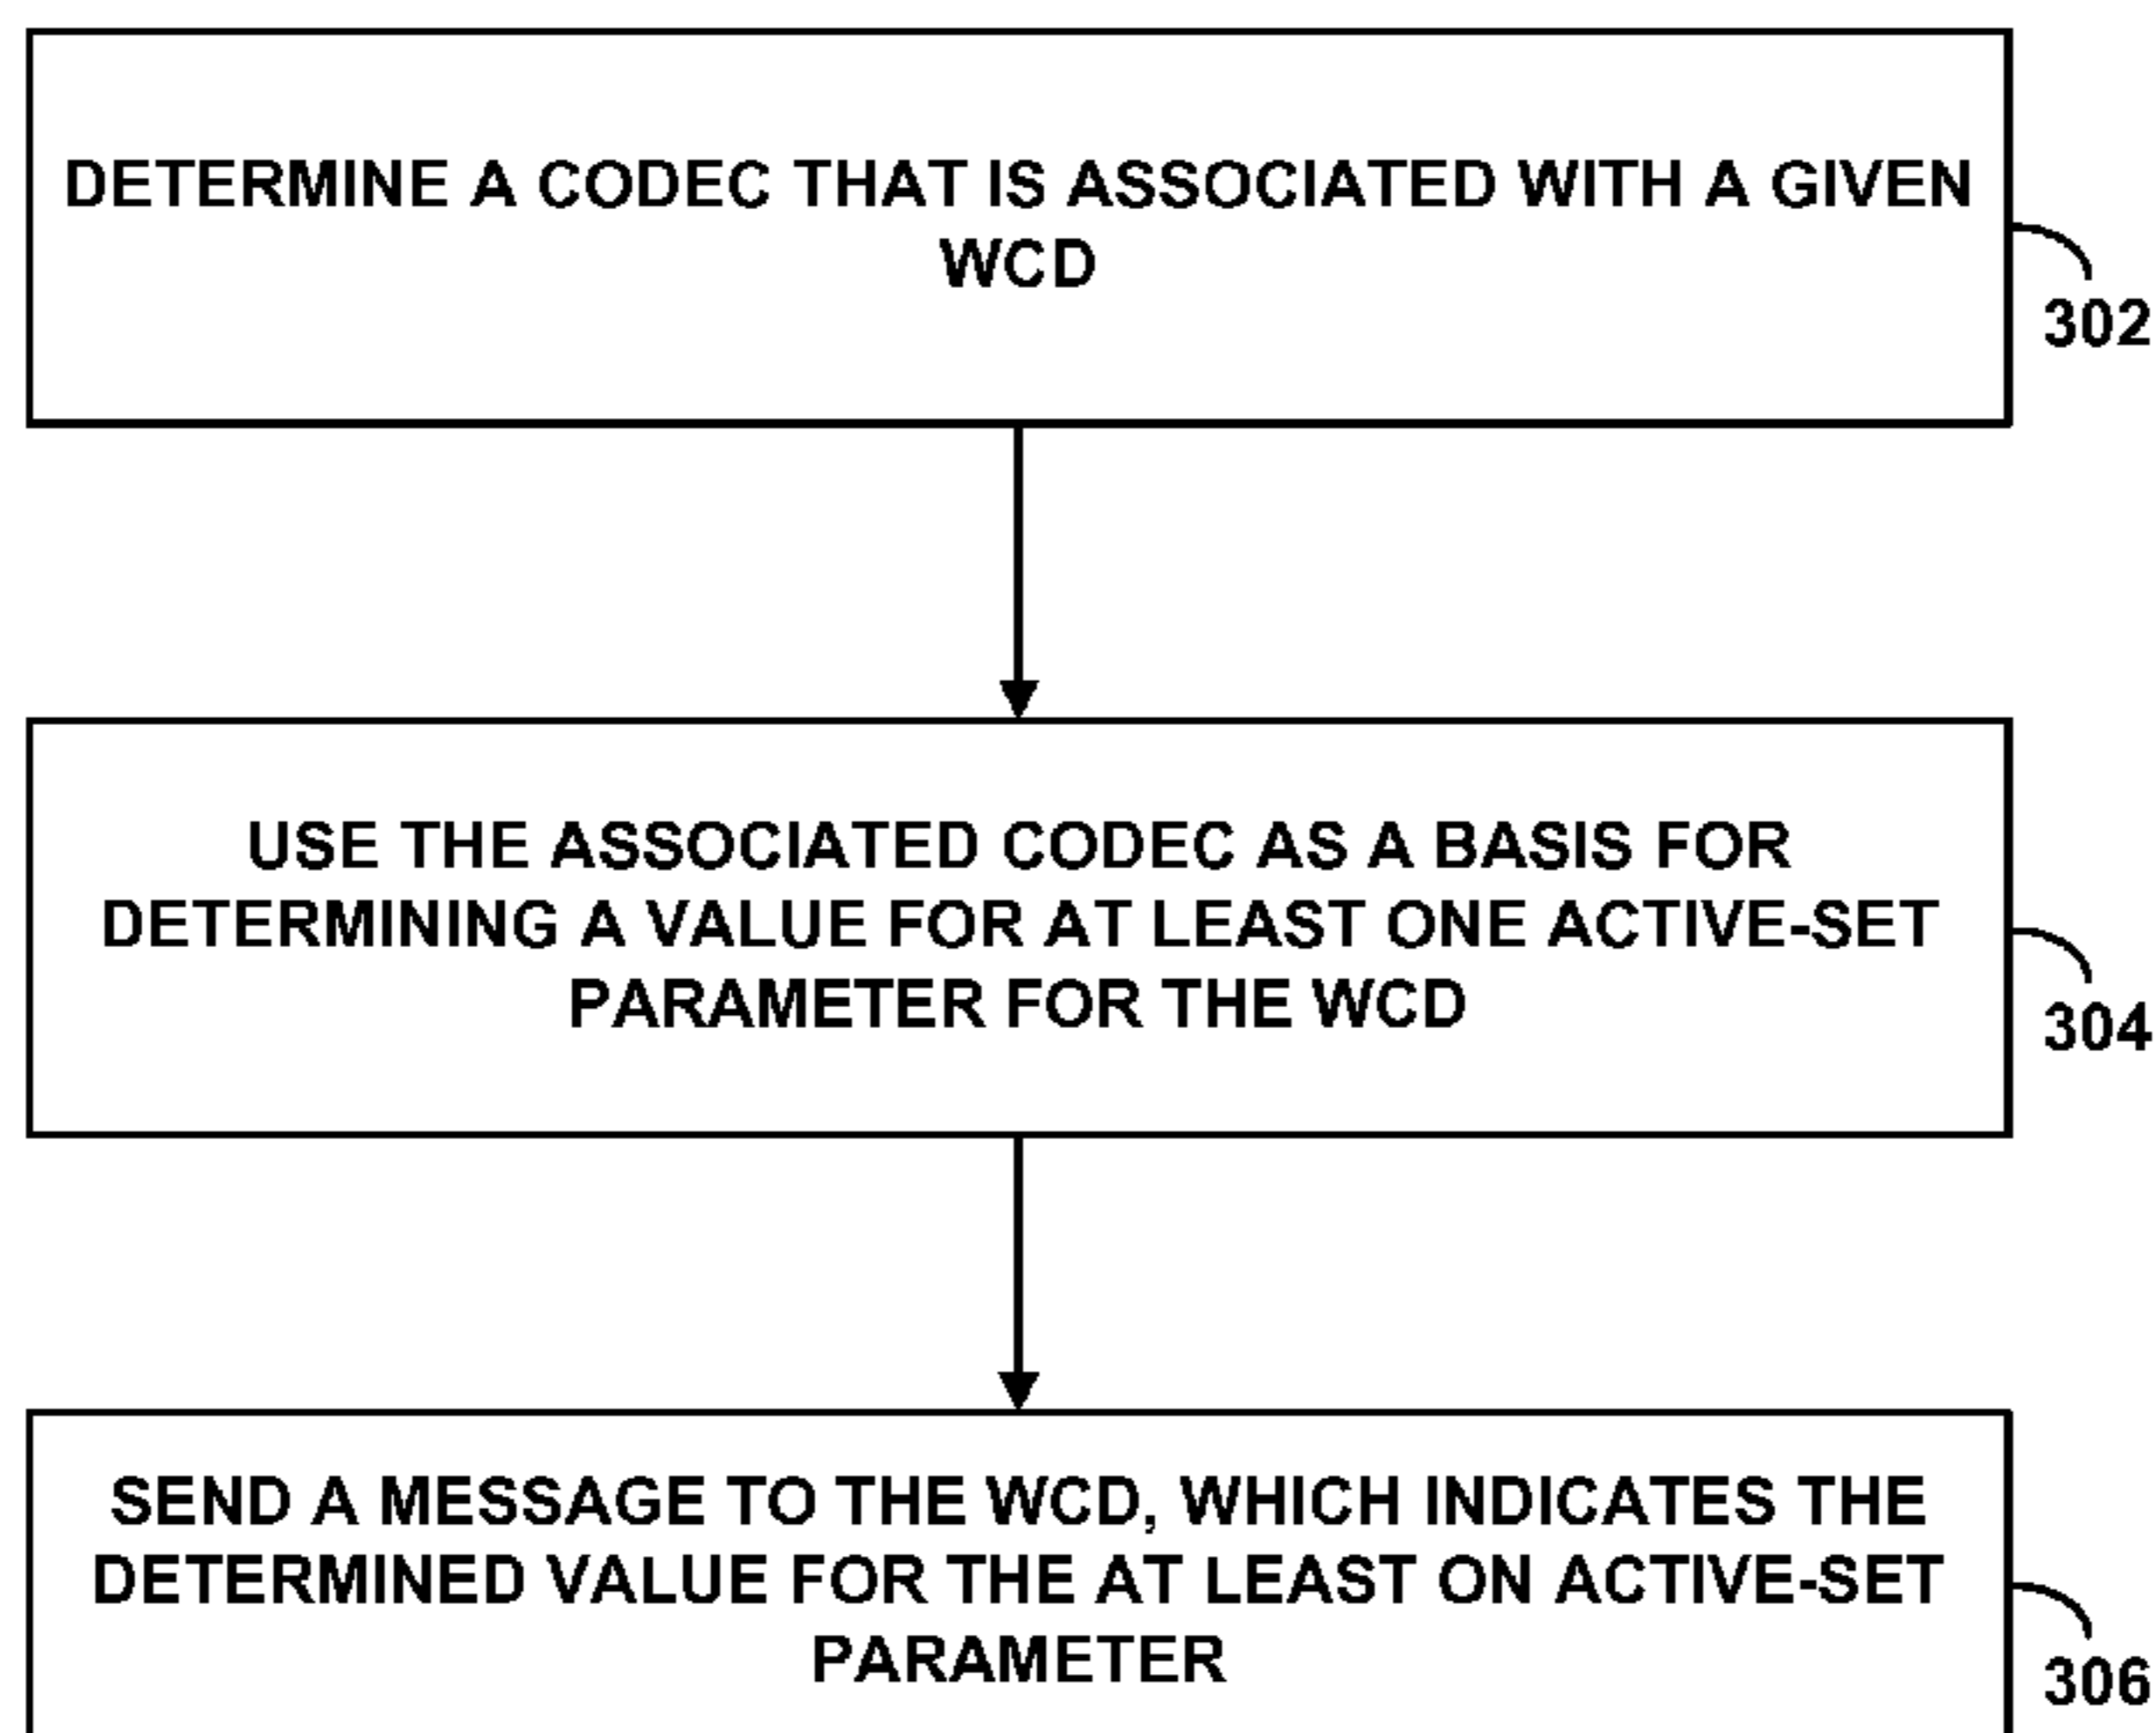 DETERMINE A CODEC THAT IS ASSOCIATED WITH A GIVEN
WCD
302
USE THE ASSOCIATED CODEC AS A BASIS FOR
DETERMINING A VALUE FOR AT LEAST ONE ACTIVE-SET
PARAMETER FOR THE WCD
304
SEND A MESSAGE TO THE WCD, WHICH INDICATES THE
DETERMINED VALUE FOR THE AT LEAST ON ACTIVE-SET
PARAMETER
306